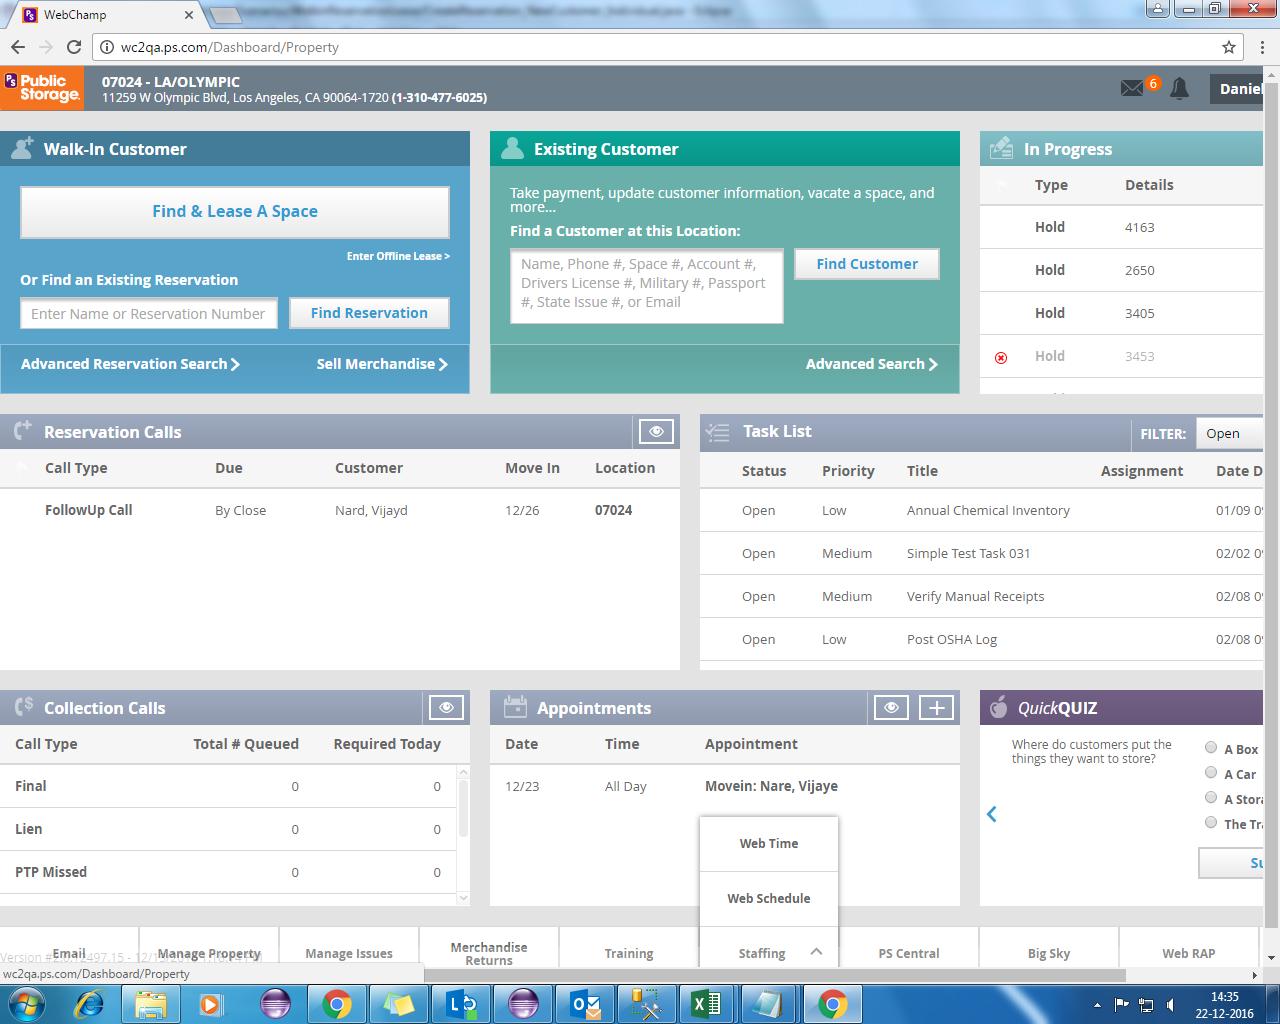 WebChamp
wc2qa.ps.com/Dashboard/Property
PS Public Storage.
07024 - LA/OLYMPIC
11259 W Olympic Blvd, Los Angeles, CA 90064-1720 (1-310-477-6025)
6
Daniel
Walk-In Customer
Find & Lease A Space
Enter Offline Lease >
Or Find an Existing Reservation
Enter Name or Reservation Number
Find Reservation
Advanced Reservation Search
Sell Merchandise
Existing Customer
Take payment, update customer information, vacate a space, and
more...
Find a Customer at this Location:
Name, Phone #, Space #, Account #,
Drivers License #, Military #, Passport
#, State Issue #, or Email
Find Customer
Advanced Search
In Progress
Type Details
Hold 4163
Hold 2650
Hold 3405
Hold 3453
Reservation Calls
Call Type Due Customer Move In Location
FollowUp Call By Close Nard, Vijayd 12/26 07024
Task List
FILTER: Open
Status Priority Title Assignment Date D
Open Low Annual Chemical Inventory 01/09 09
Open Medium Simple Test Task 031 02/02 09
Open Medium Verify Manual Receipts 02/08 09
Open Low Post OSHA Log 02/08 09
Collection Calls
Call Type Total # Queued Required Today
Final 0 0
Lien 0 0
PTP Missed 0 0
Appointments
Date Time Appointment
12/23 All Day Movein: Nare, Vijaye
QuickQUIZ
Where do customers put the
things they want to store?
A Box
A Car
A Stora
The Tra
Su
Web Time
Web Schedule
Email
Manage Property
Manage Issues
Merchandise
Returns
Training
Staffing
PS Central
Big Sky
Web RAP
wc2qa.ps.com/Dashboard/Property
14:35
22-12-2016